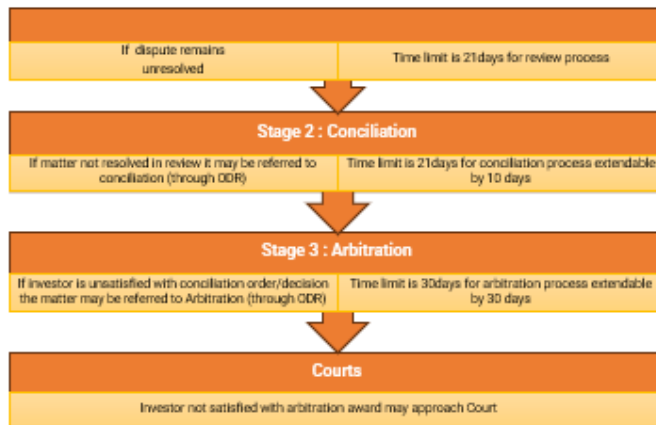 If dispute remains
unresolved
Time limit is 21days for review process
Stage 2 : Conciliation
If matter not resolved in review it may be referred to
conciliation (through ODR)
Time limit is 21days for conciliation process extendable
by 10 days
Stage 3 : Arbitration
If investor is unsatisfied with conciliation order/decision
the matter may be referred to Arbitration (through ODR)
Time limit is 30days for arbitration process extendable
by 30 days
Courts
Investor not satisfied with arbitration award may approach Court